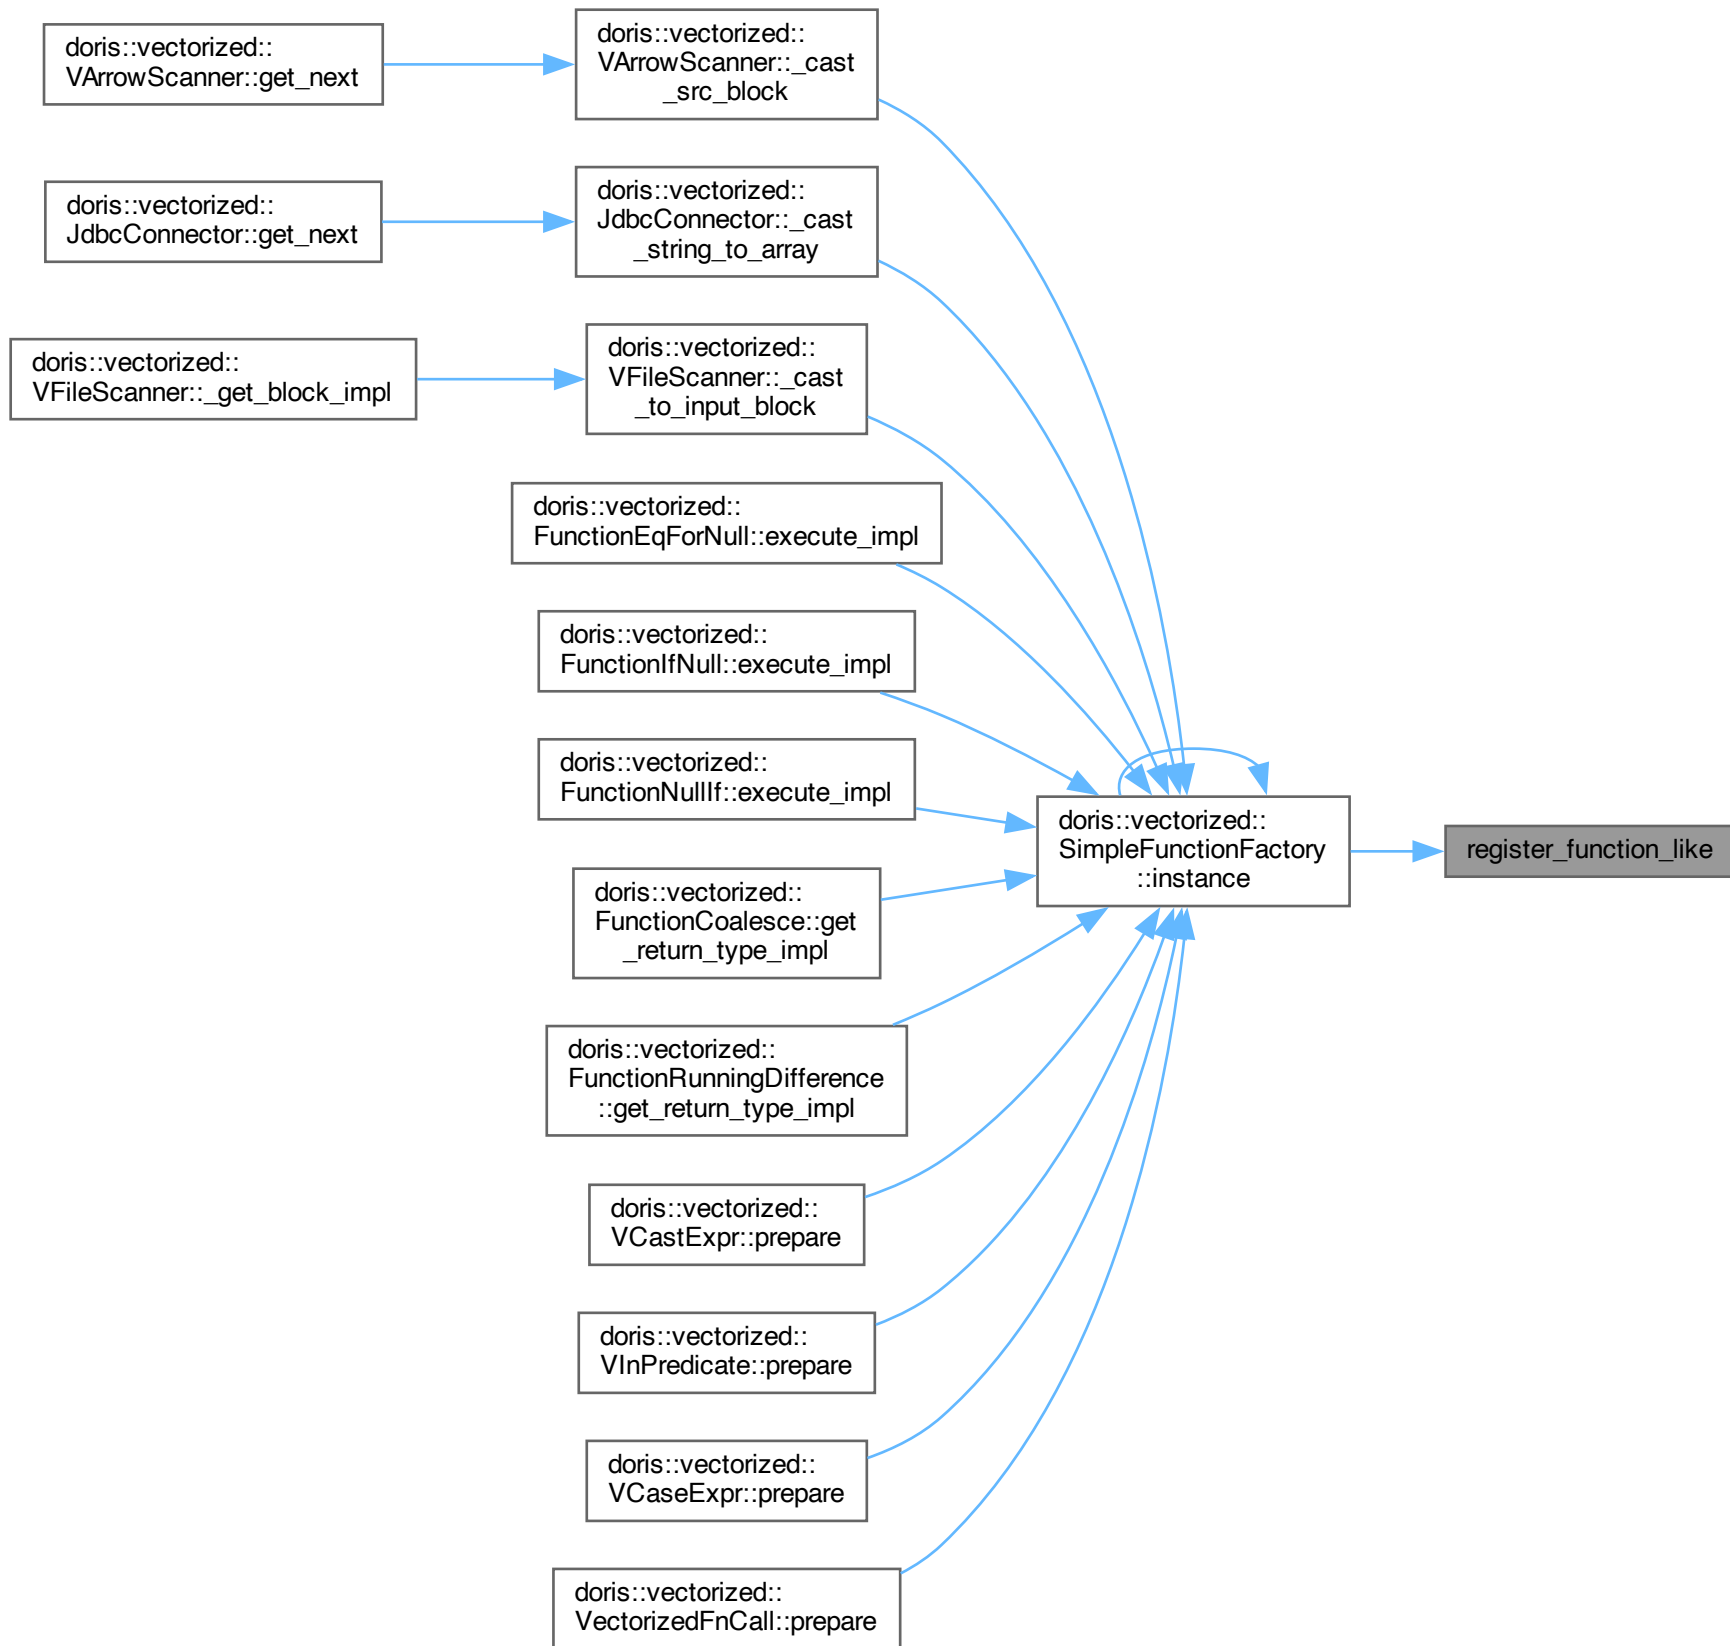 doris::vectorized::
VArrowScanner::get_next
doris::vectorized::
VArrowScanner::_cast
_src_block
doris::vectorized::
JdbcConnector::get_next
doris::vectorized::
JdbcConnector::_cast
_string_to_array
doris::vectorized::
VFileScanner::_get_block_impl
doris::vectorized::
VFileScanner::_cast
_to_input_block
doris::vectorized::
FunctionEqForNull::execute_impl
doris::vectorized::
FunctionIfNull::execute_impl
doris::vectorized::
FunctionNullIf::execute_impl
doris::vectorized::
SimpleFunctionFactory
::instance
register_function_like
doris::vectorized::
FunctionCoalesce::get
_return_type_impl
doris::vectorized::
FunctionRunningDifference
::get_return_type_impl
doris::vectorized::
VCastExpr::prepare
doris::vectorized::
VInPredicate::prepare
doris::vectorized::
VCaseExpr::prepare
doris::vectorized::
VectorizedFnCall::prepare